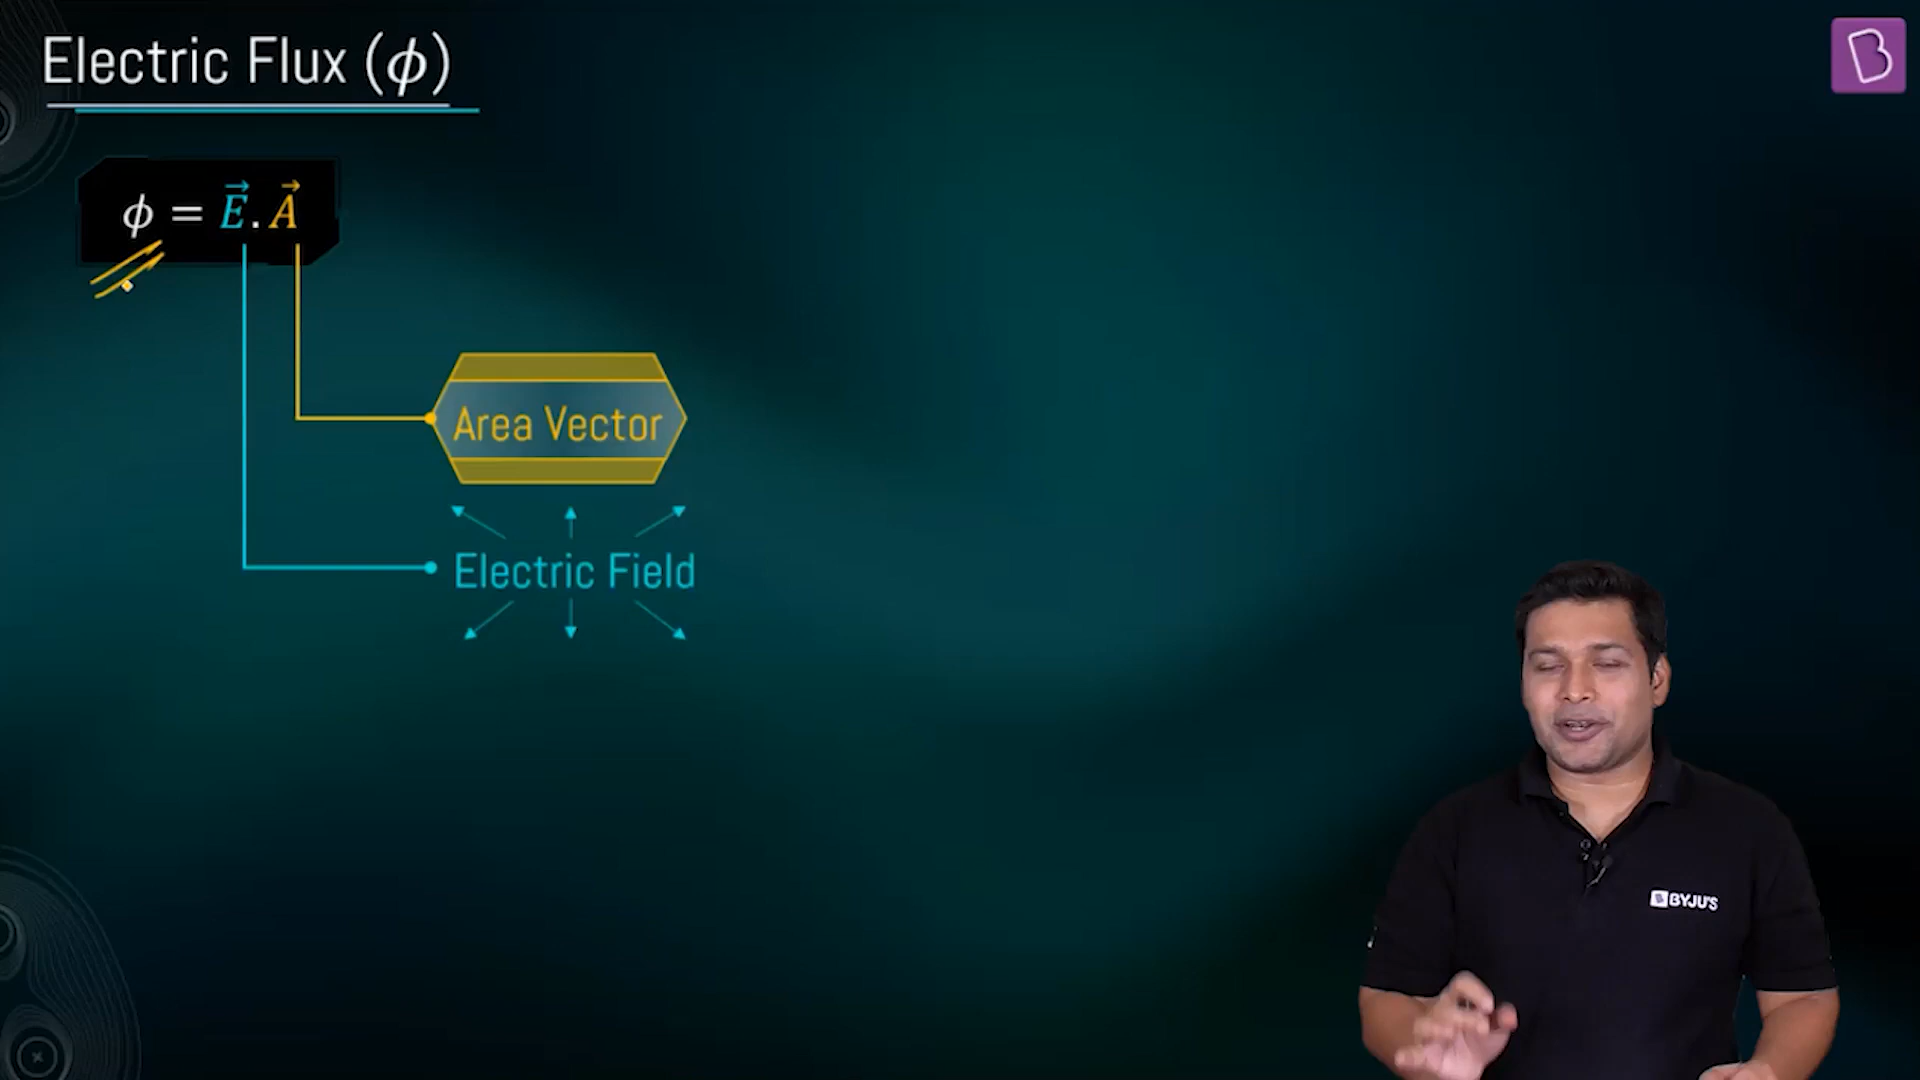 Electric Flux (ϕ)
ϕ = E⃗ . A⃗
Area Vector
Electric Field
BYJU'S